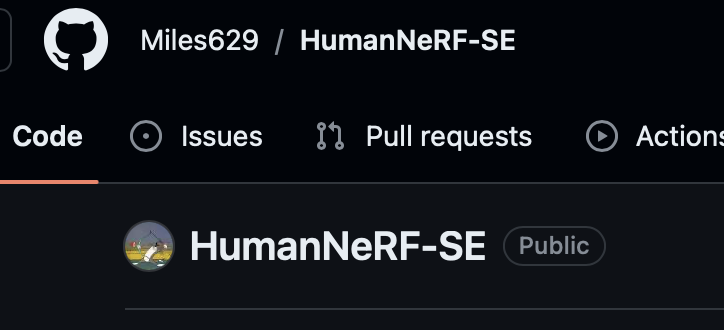 Miles629 / HumanNeRF-SE
Code Issues Pull requests Actions
HumanNeRF-SE Public